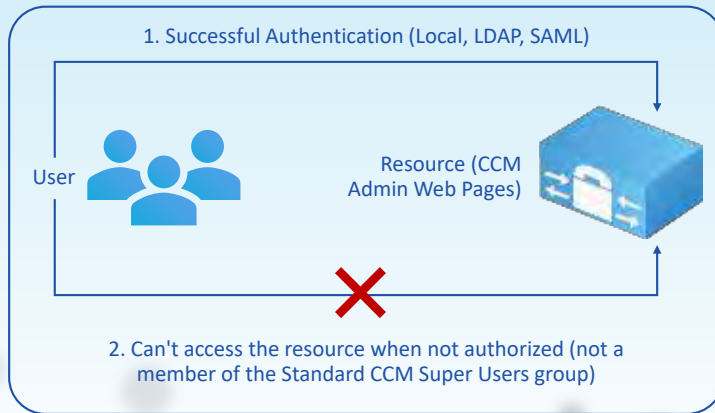 1. Successful Authentication (Local, LDAP, SAML)
User
Resource (CCM
Admin Web Pages)
2. Can't access the resource when not authorized (not a
member of the Standard CCM Super Users group)